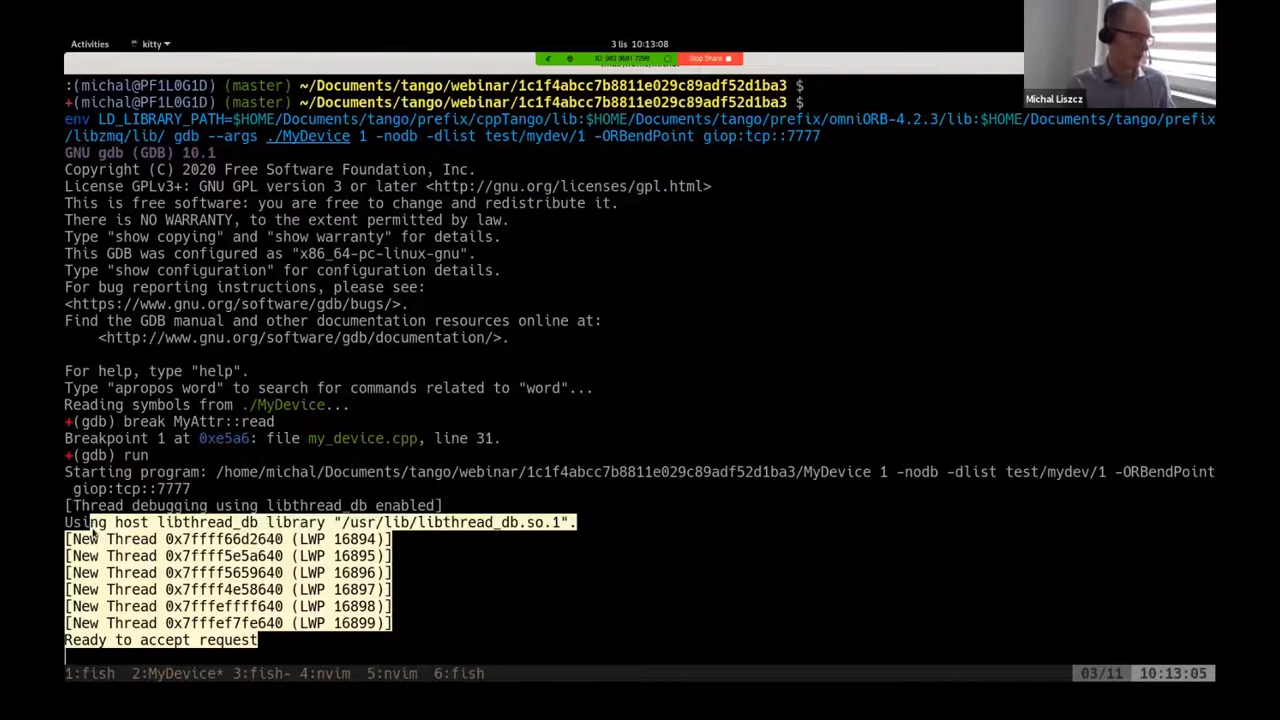 Activities
kitty
3 lis 10:13:08
Stop Share
Michal Liszcz
:(michal@PF1L0G1D) (master) ~/Documents/tango/webinar/1c1f4abcc7b8811e029c89adf52d1ba3 $
+(michal@PF1L0G1D) (master) ~/Documents/tango/webinar/1c1f4abcc7b8811e029c89adf52d1ba3 $
env LD_LIBRARY_PATH=$HOME/Documents/tango/prefix/cppTango/lib:$HOME/Documents/tango/prefix/omniORB-4.2.3/lib:$HOME/Documents/tango/prefix
/libzmq/lib/ gdb --args ./MyDevice 1 -nodb -dlist test/mydev/1 -ORBendPoint giop:tcp::7777
GNU gdb (GDB) 10.1
Copyright (C) 2020 Free Software Foundation, Inc.
License GPLv3+: GNU GPL version 3 or later <http://gnu.org/licenses/gpl.html>
This is free software: you are free to change and redistribute it.
There is NO WARRANTY, to the extent permitted by law.
Type "show copying" and "show warranty" for details.
This GDB was configured as "x86_64-pc-linux-gnu".
Type "show configuration" for configuration details.
For bug reporting instructions, please see:
<https://www.gnu.org/software/gdb/bugs/>.
Find the GDB manual and other documentation resources online at:
<http://www.gnu.org/software/gdb/documentation/>.
For help, type "help".
Type "apropos word" to search for commands related to "word"...
Reading symbols from ./MyDevice...
+(gdb) break MyAttr::read
Breakpoint 1 at 0xe5a6: file my_device.cpp, line 31.
+(gdb) run
Starting program: /home/michal/Documents/tango/webinar/1c1f4abcc7b8811e029c89adf52d1ba3/MyDevice 1 -nodb -dlist test/mydev/1 -ORBendPoint
giop:tcp::7777
[Thread debugging using libthread_db enabled]
Using host libthread_db library "/usr/lib/libthread_db.so.1".
[New Thread 0x7ffff66d2640 (LWP 16894)]
[New Thread 0x7ffff5e5a640 (LWP 16895)]
[New Thread 0x7ffff5659640 (LWP 16896)]
[New Thread 0x7ffff4e58640 (LWP 16897)]
[New Thread 0x7fffeffff640 (LWP 16898)]
[New Thread 0x7fffef7fe640 (LWP 16899)]
Ready to accept request
1:fish 2:MyDevice* 3:fish- 4:nvim 5:nvim 6:fish
03/11 10:13:05